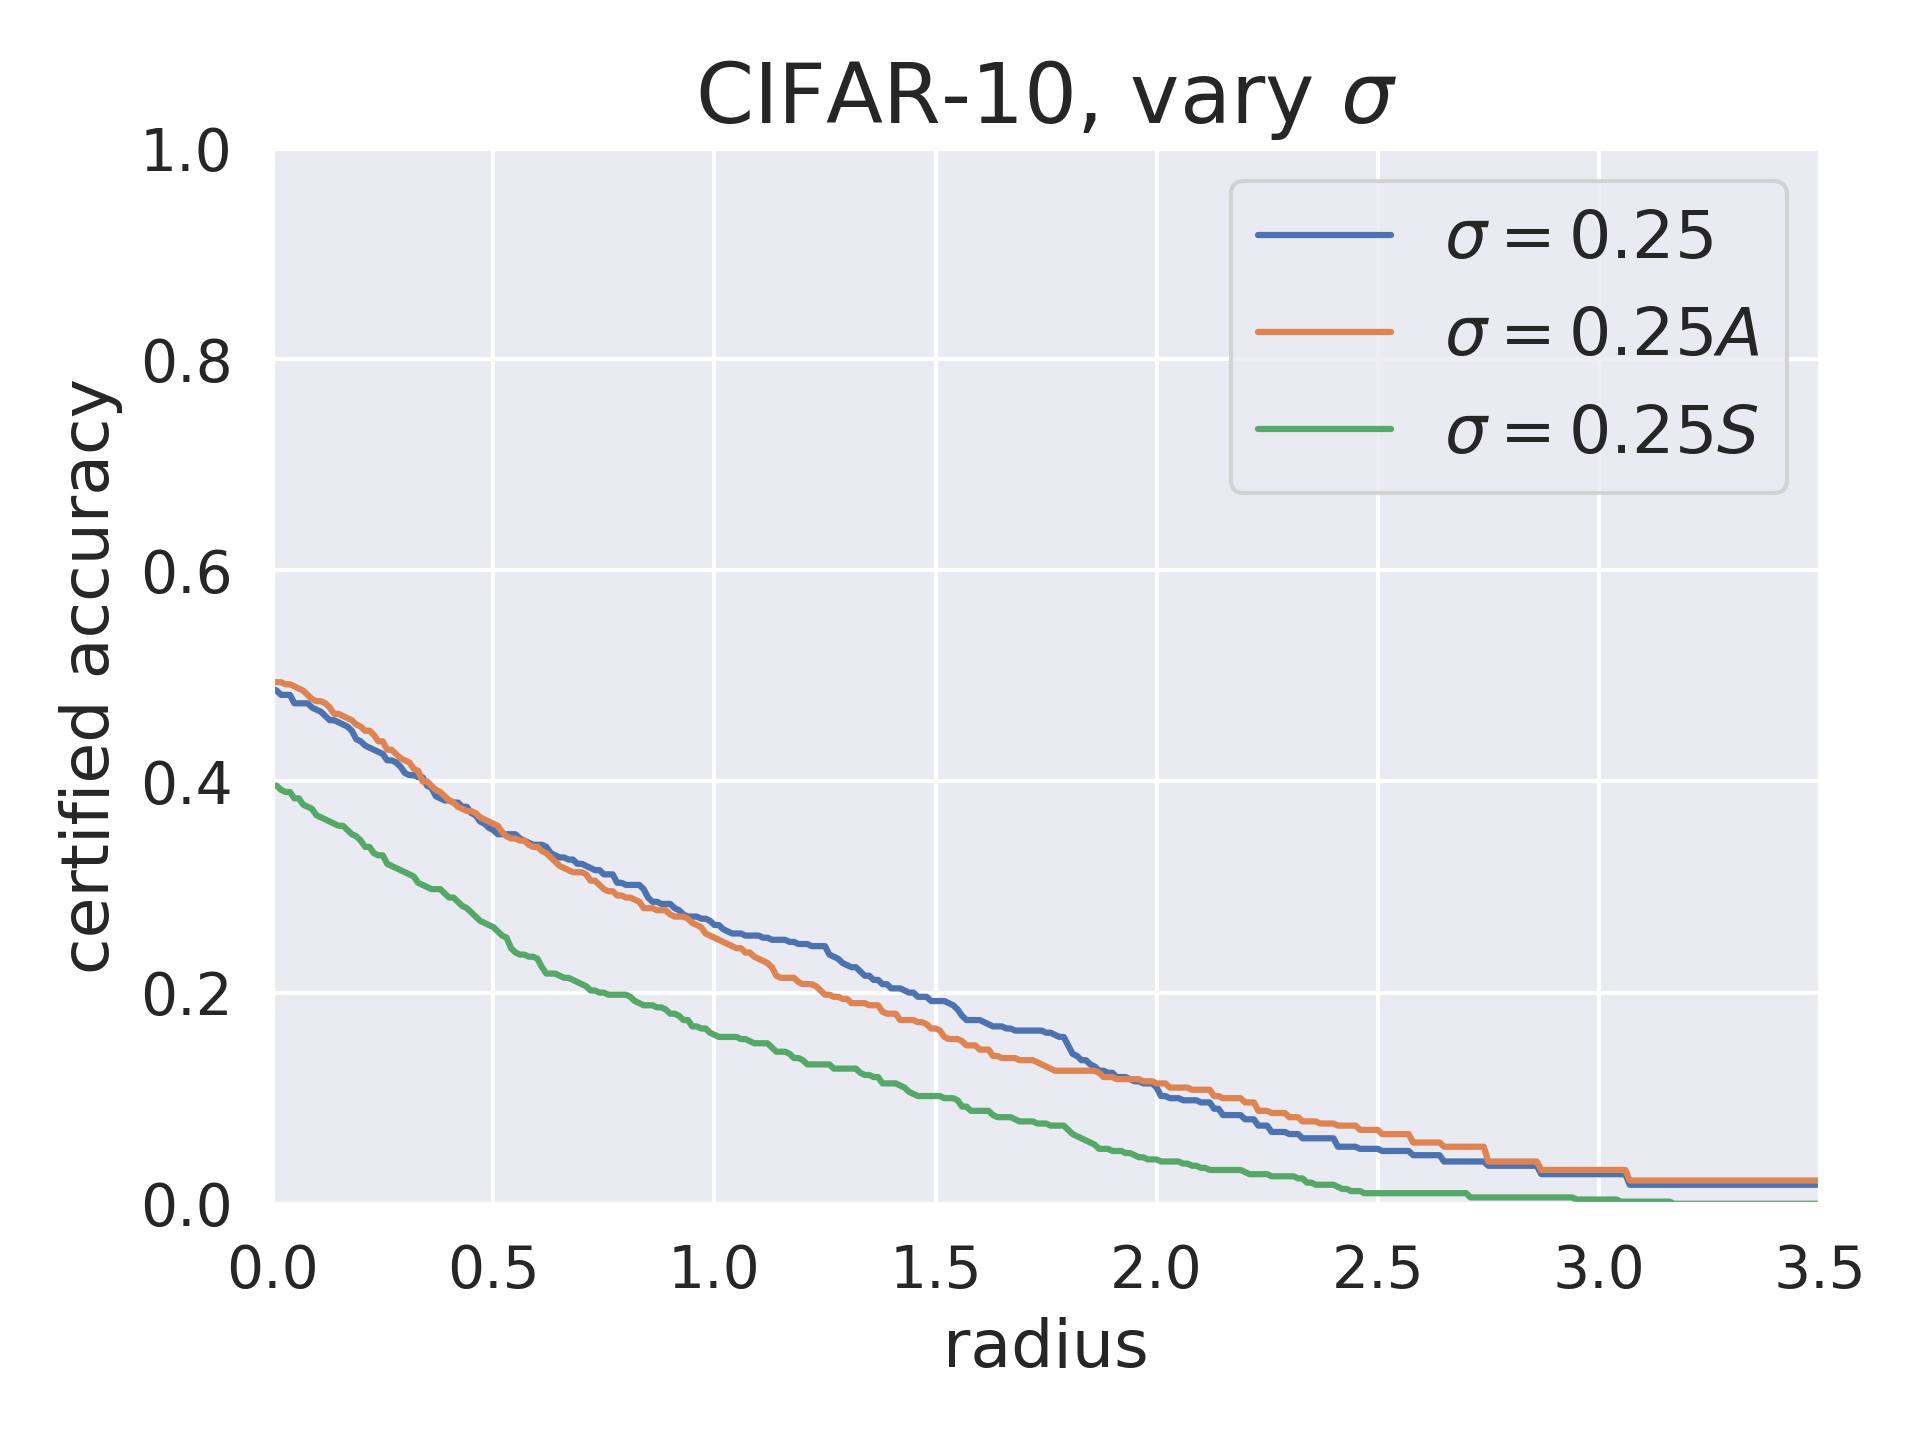 CIFAR-10, vary σ
1.0
0.8
0.6
0.4
0.2
0.0
certified accuracy
σ = 0.25
σ = 0.25A
σ = 0.25S
0.0 0.5 1.0 1.5 2.0 2.5 3.0 3.5
radius